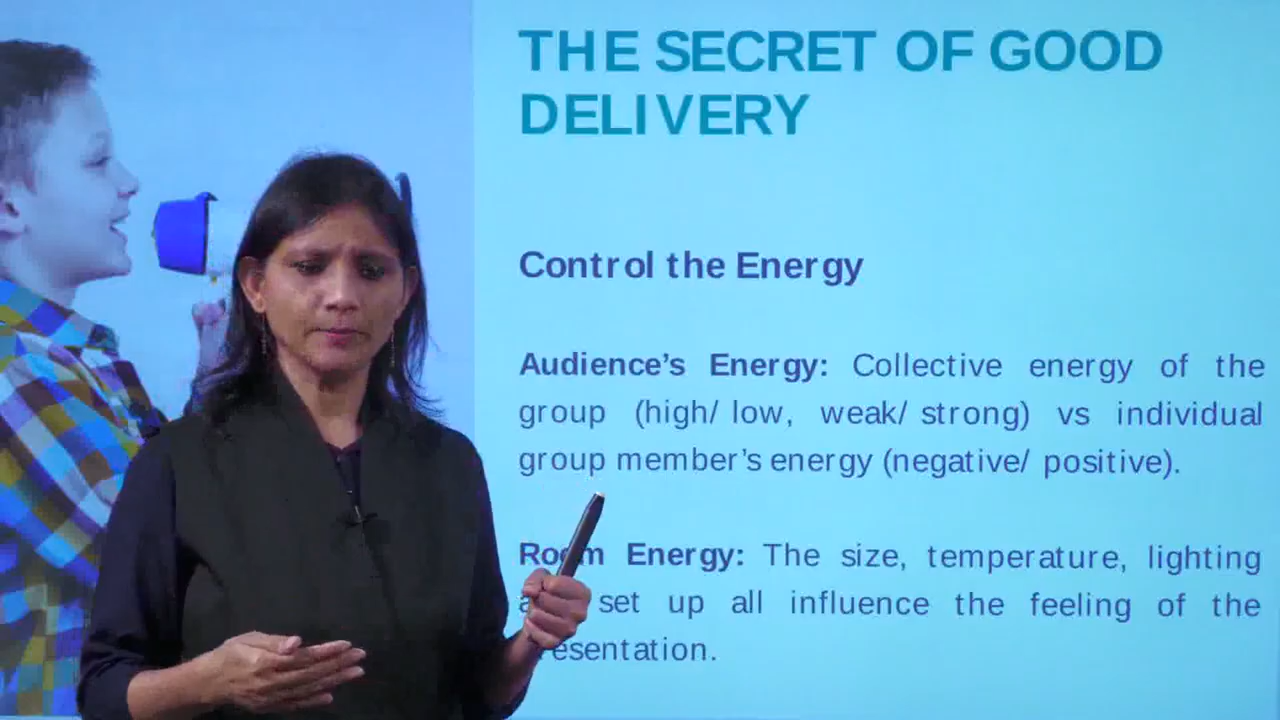 THE SECRET OF GOOD
DELIVERY
Control the Energy
Audience's Energy: Collective energy of the
group (high/ low, weak/ strong) vs individual
group member's energy (negative/ positive).
Room Energy: The size, temperature, lighting
set up all influence the feeling of the
presentation.